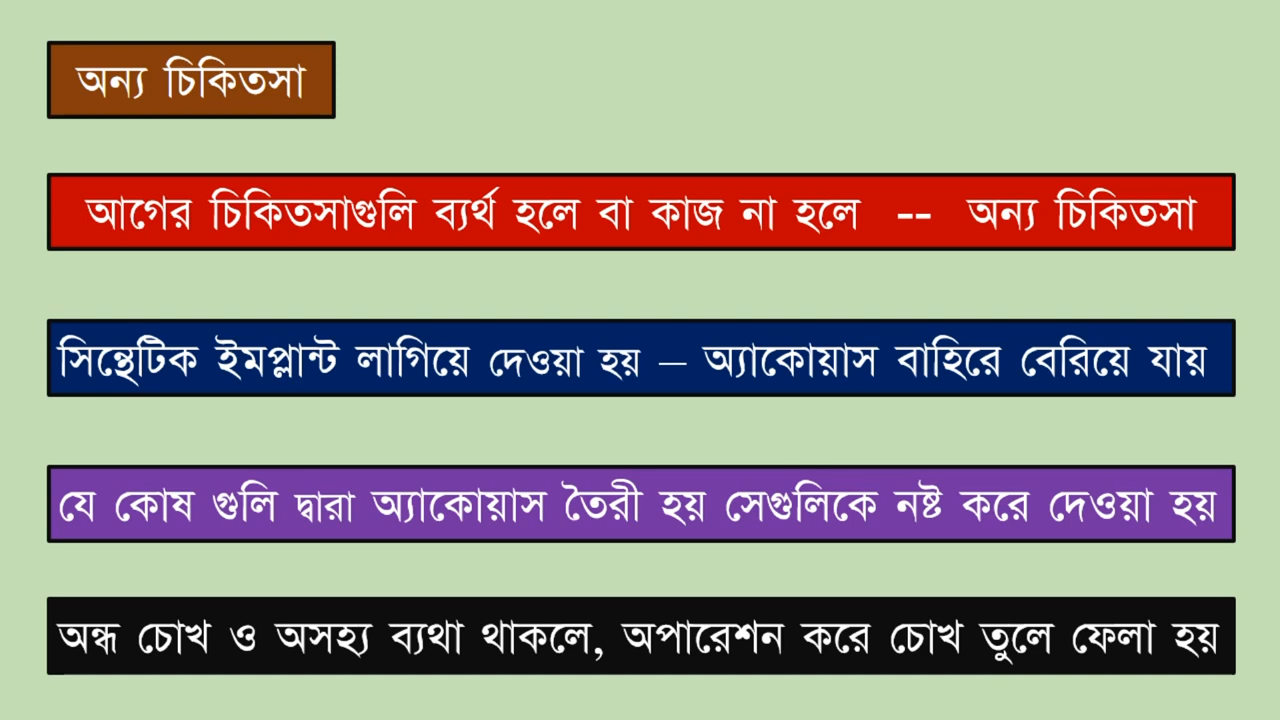 অন্য চিকিতসা
আগের চিকিতসাগুলি ব্যর্থ হলে বা কাজ না হলে -- অন্য চিকিতসা
সিন্থেটিক ইমপ্লান্ট লাগিয়ে দেওয়া হয় – অ্যাকোয়াস বাহিরে বেরিয়ে যায়
যে কোষ গুলি দ্বারা অ্যাকোয়াস তৈরী হয় সেগুলিকে নষ্ট করে দেওয়া হয়
অন্ধ চোখ ও অসহ্য ব্যথা থাকলে, অপারেশন করে চোখ তুলে ফেলা হয়